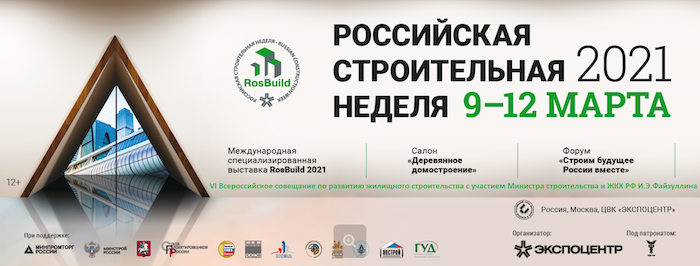 РОССИЙСКАЯ
СТРОИТЕЛЬНАЯ 2021
НЕДЕЛЯ 9–12 МАРТА
РОССИЙСКАЯ СТРОИТЕЛЬНАЯ НЕДЕЛЯ • RUSSIAN CONSTRUCTION WEEK
RosBuild
Международная
специализированная
выставка RosBuild 2021
Салон
«Деревянное
домостроение»
Форум
«Строим будущее
России вместе»
12+
VI Всероссийское совещание по развитию жилищного строительства с участием Министра строительства и ЖКХ РФ И.Э.Файзуллина
Россия, Москва, ЦВК «ЭКСПОЦЕНТР»
При поддержке:
МИНПРОМТОРГ
РОССИИ
МИНСТРОЙ
РОССИИ
НОСТРОЙ
ГУД
Организатор:
ЭКСПОЦЕНТР
Под патронатом: